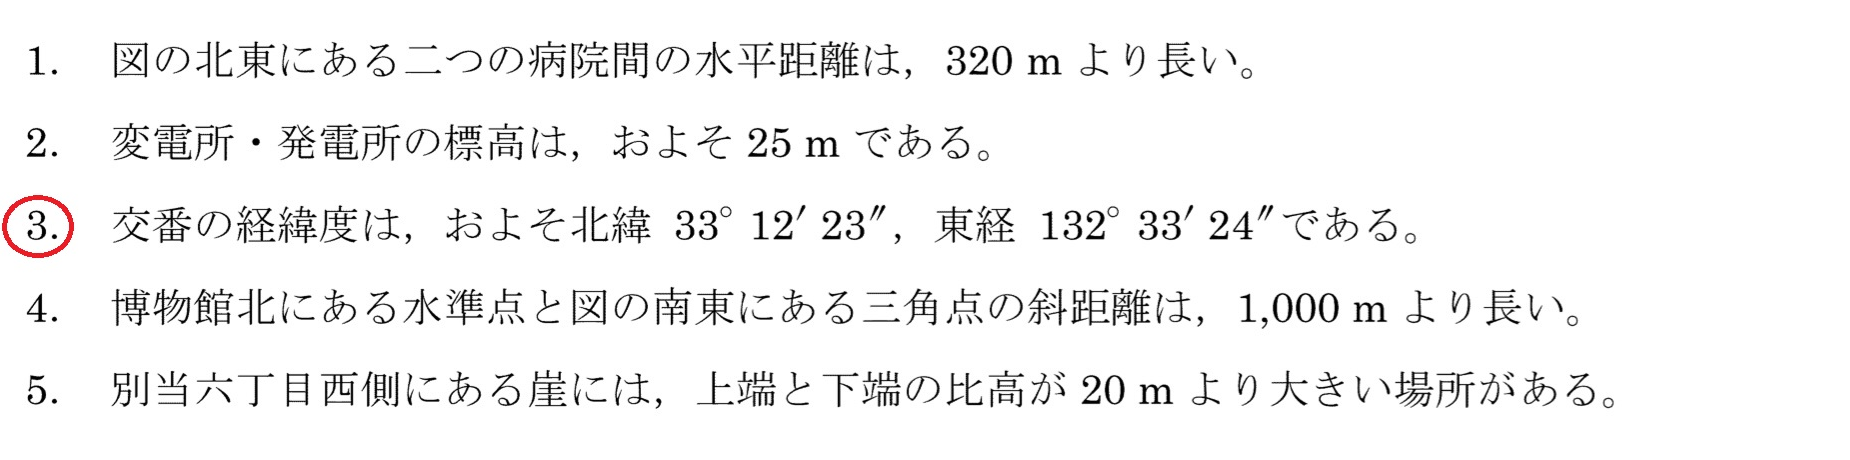 1. 図の北東にある二つの病院間の水平距離は，320 m より長い。
2. 変電所・発電所の標高は，およそ 25 m である。
3. 交番の経緯度は，およそ北緯 33° 12′ 23″，東経 132° 33′ 24″である。
4. 博物館北にある水準点と図の南東にある三角点の斜距離は，1,000 m より長い。
5. 別当六丁目西側にある崖には，上端と下端の比高が 20 m より大きい場所がある。